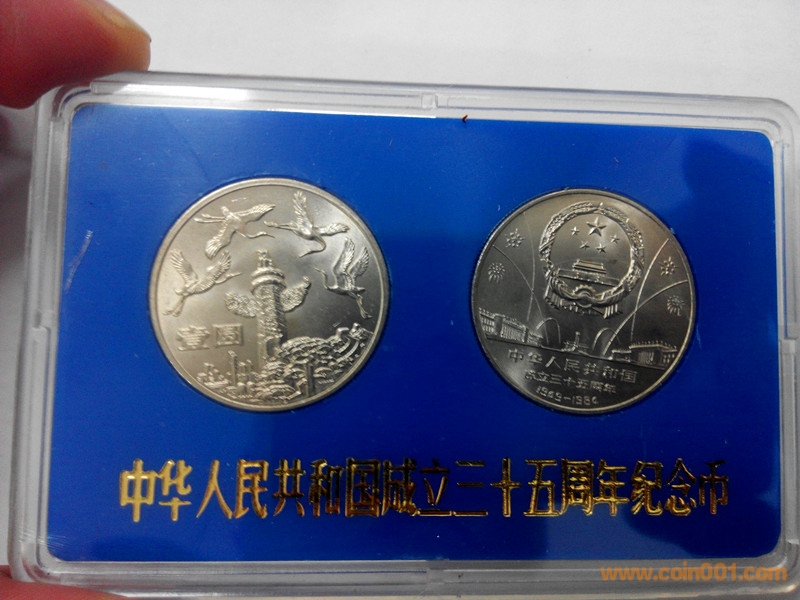 壹圆
中华人民共和国
成立三十五周年
1949-1984
中华人民共和国成立三十五周年纪念币
www.coin001.com